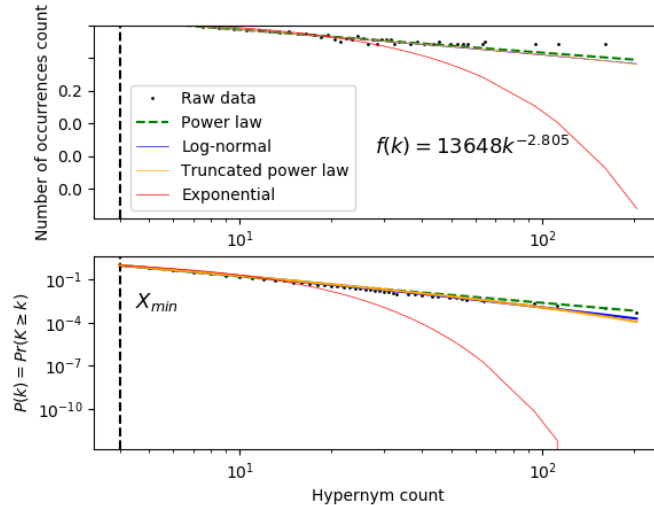 Number of occurrences count
0.2
0.0
0.0
0.0
Raw data
Power law
Log-normal
Truncated power law
Exponential
f(k) = 13648k^{-2.805}
10^1
10^2
P(k) = Pr(K ≥ k)
10^{-1}
10^{-4}
10^{-7}
10^{-10}
X_{min}
10^1
10^2
Hypernym count